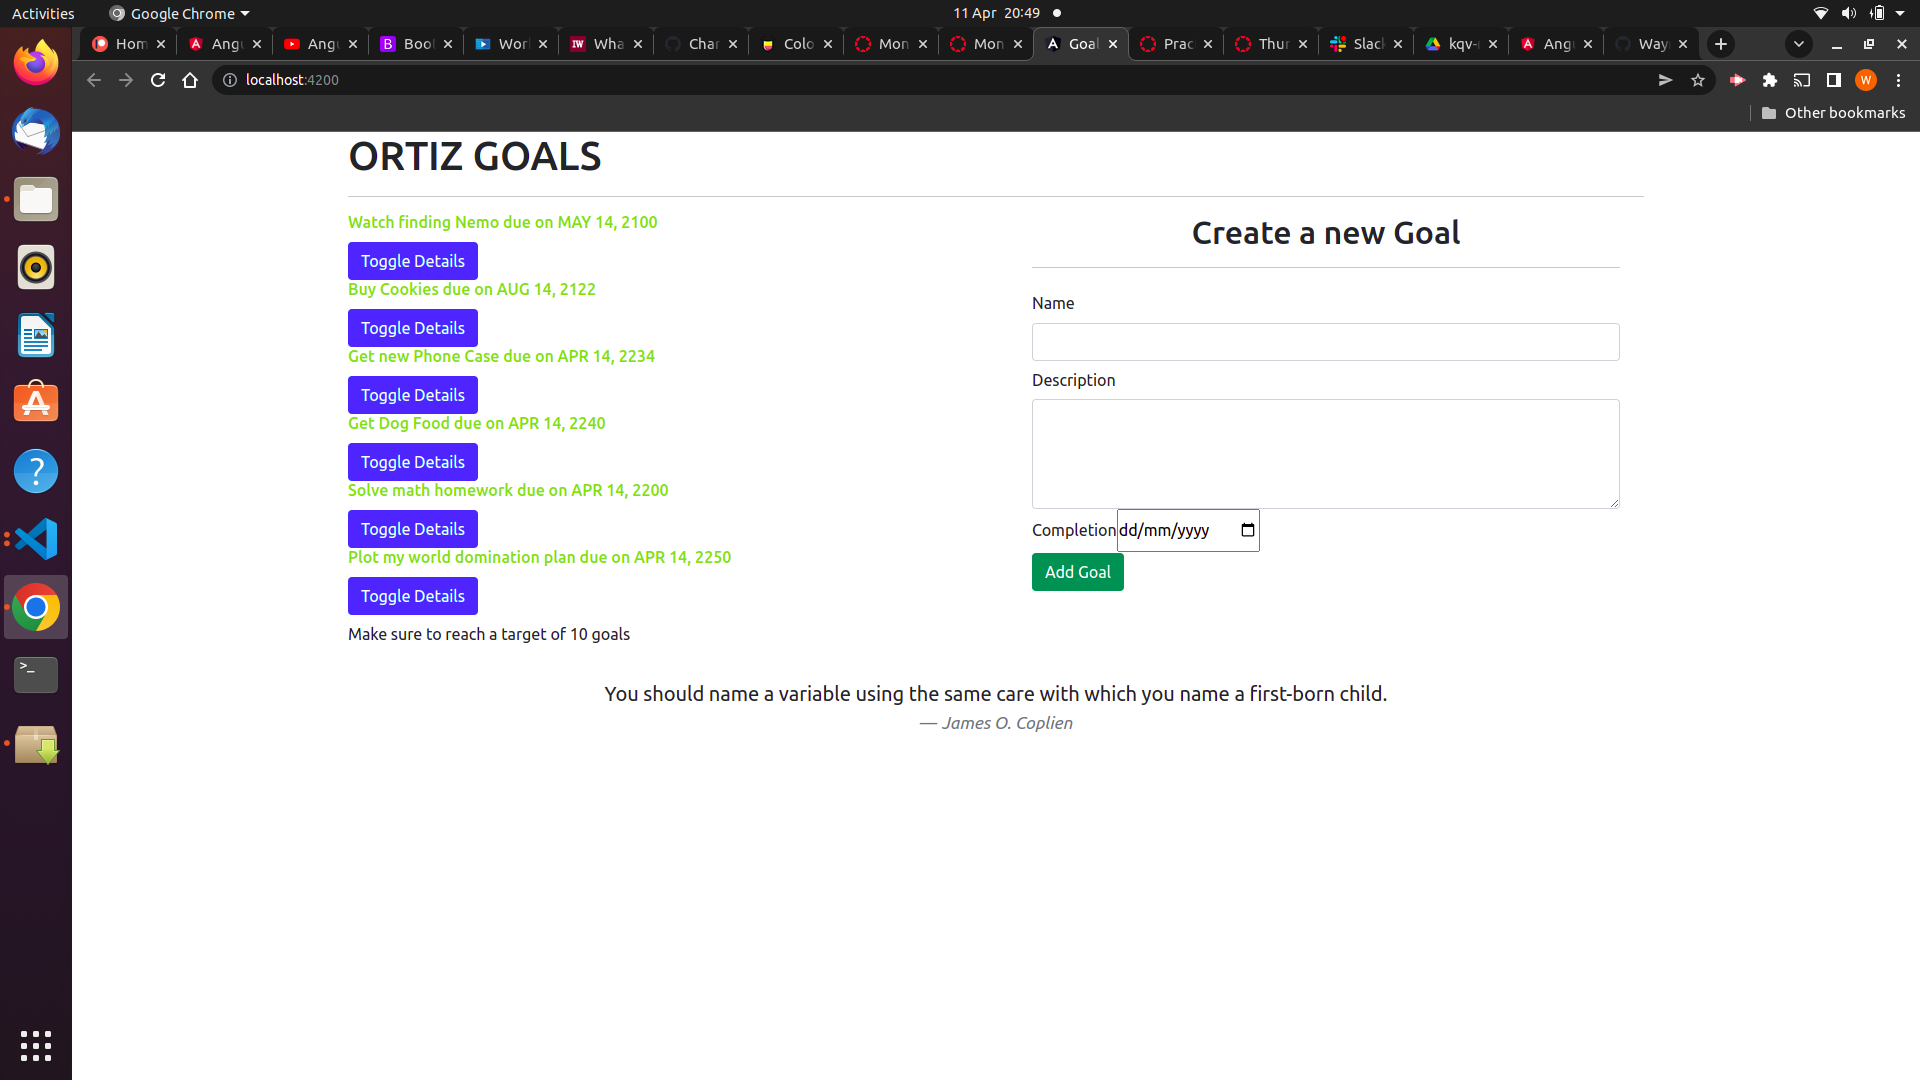 Activities
Google Chrome
11 Apr 20:49
Hom
Angu
Angu
Boot
Worl
Wha
Char
Colo
Mon
Mon
Goal
Prac
Thur
Slack
kqv-
Angu
Way
localhost:4200
W
Other bookmarks
ORTIZ GOALS
Watch finding Nemo due on MAY 14, 2100
Toggle Details
Buy Cookies due on AUG 14, 2122
Toggle Details
Get new Phone Case due on APR 14, 2234
Toggle Details
Get Dog Food due on APR 14, 2240
Toggle Details
Solve math homework due on APR 14, 2200
Toggle Details
Plot my world domination plan due on APR 14, 2250
Toggle Details
Make sure to reach a target of 10 goals
Create a new Goal
Name
Description
Completion dd/mm/yyyy
Add Goal
You should name a variable using the same care with which you name a first-born child.
— James O. Coplien